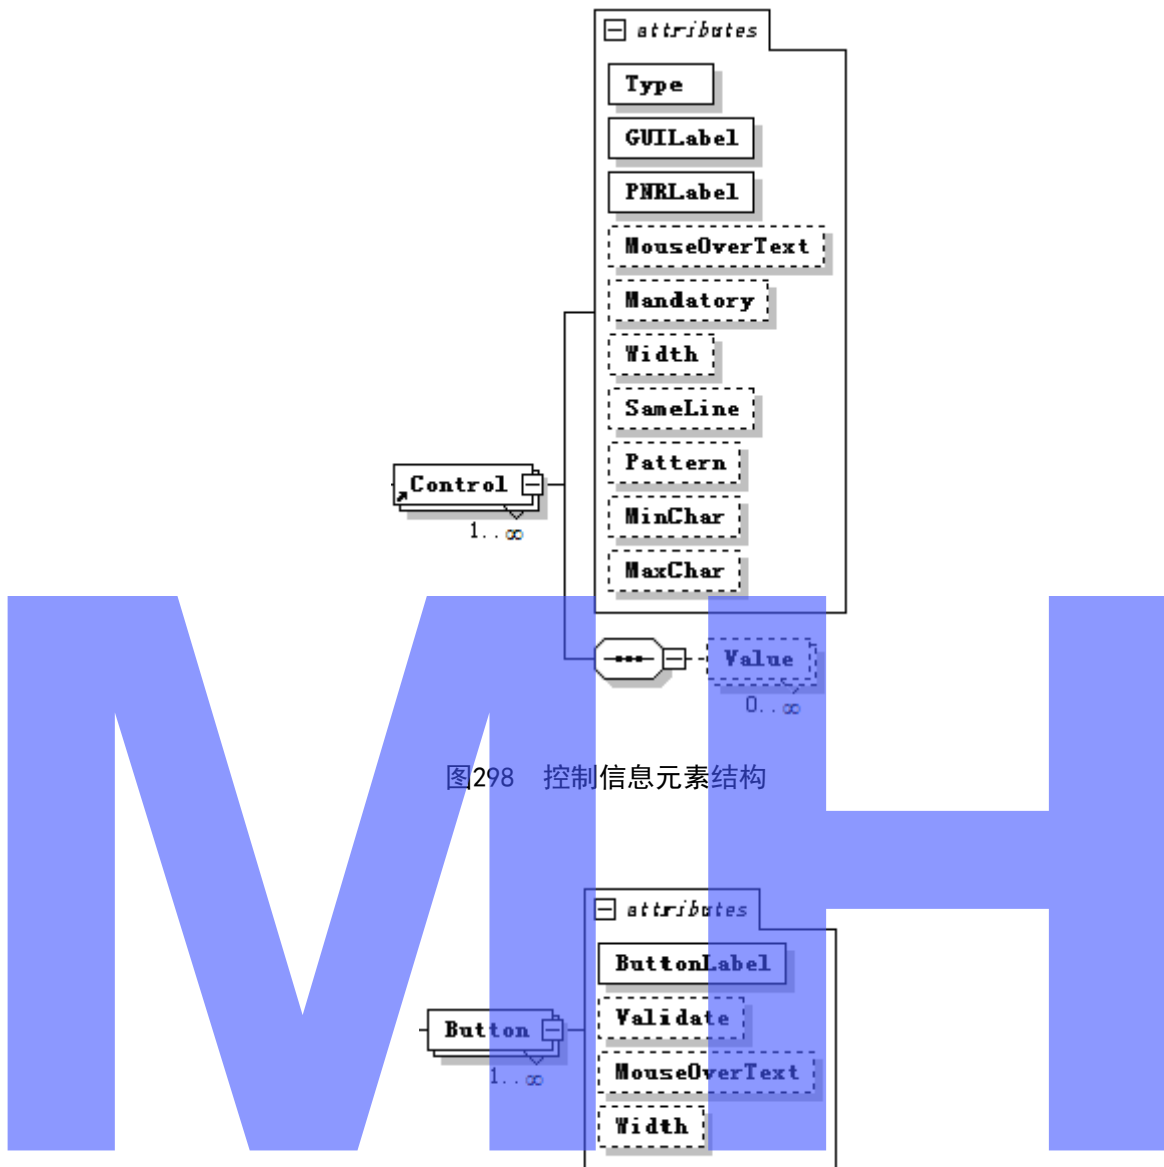 attributes
Type
GUILabel
PNRLabel
MouseOverText
Mandatory
Width
SameLine
Pattern
Control
MinChar
1..∞
MaxChar
Value
0..∞
图298 控制信息元素结构
attributes
ButtonLabel
Validate
Button
MouseOverText
1..∞
Width
MH